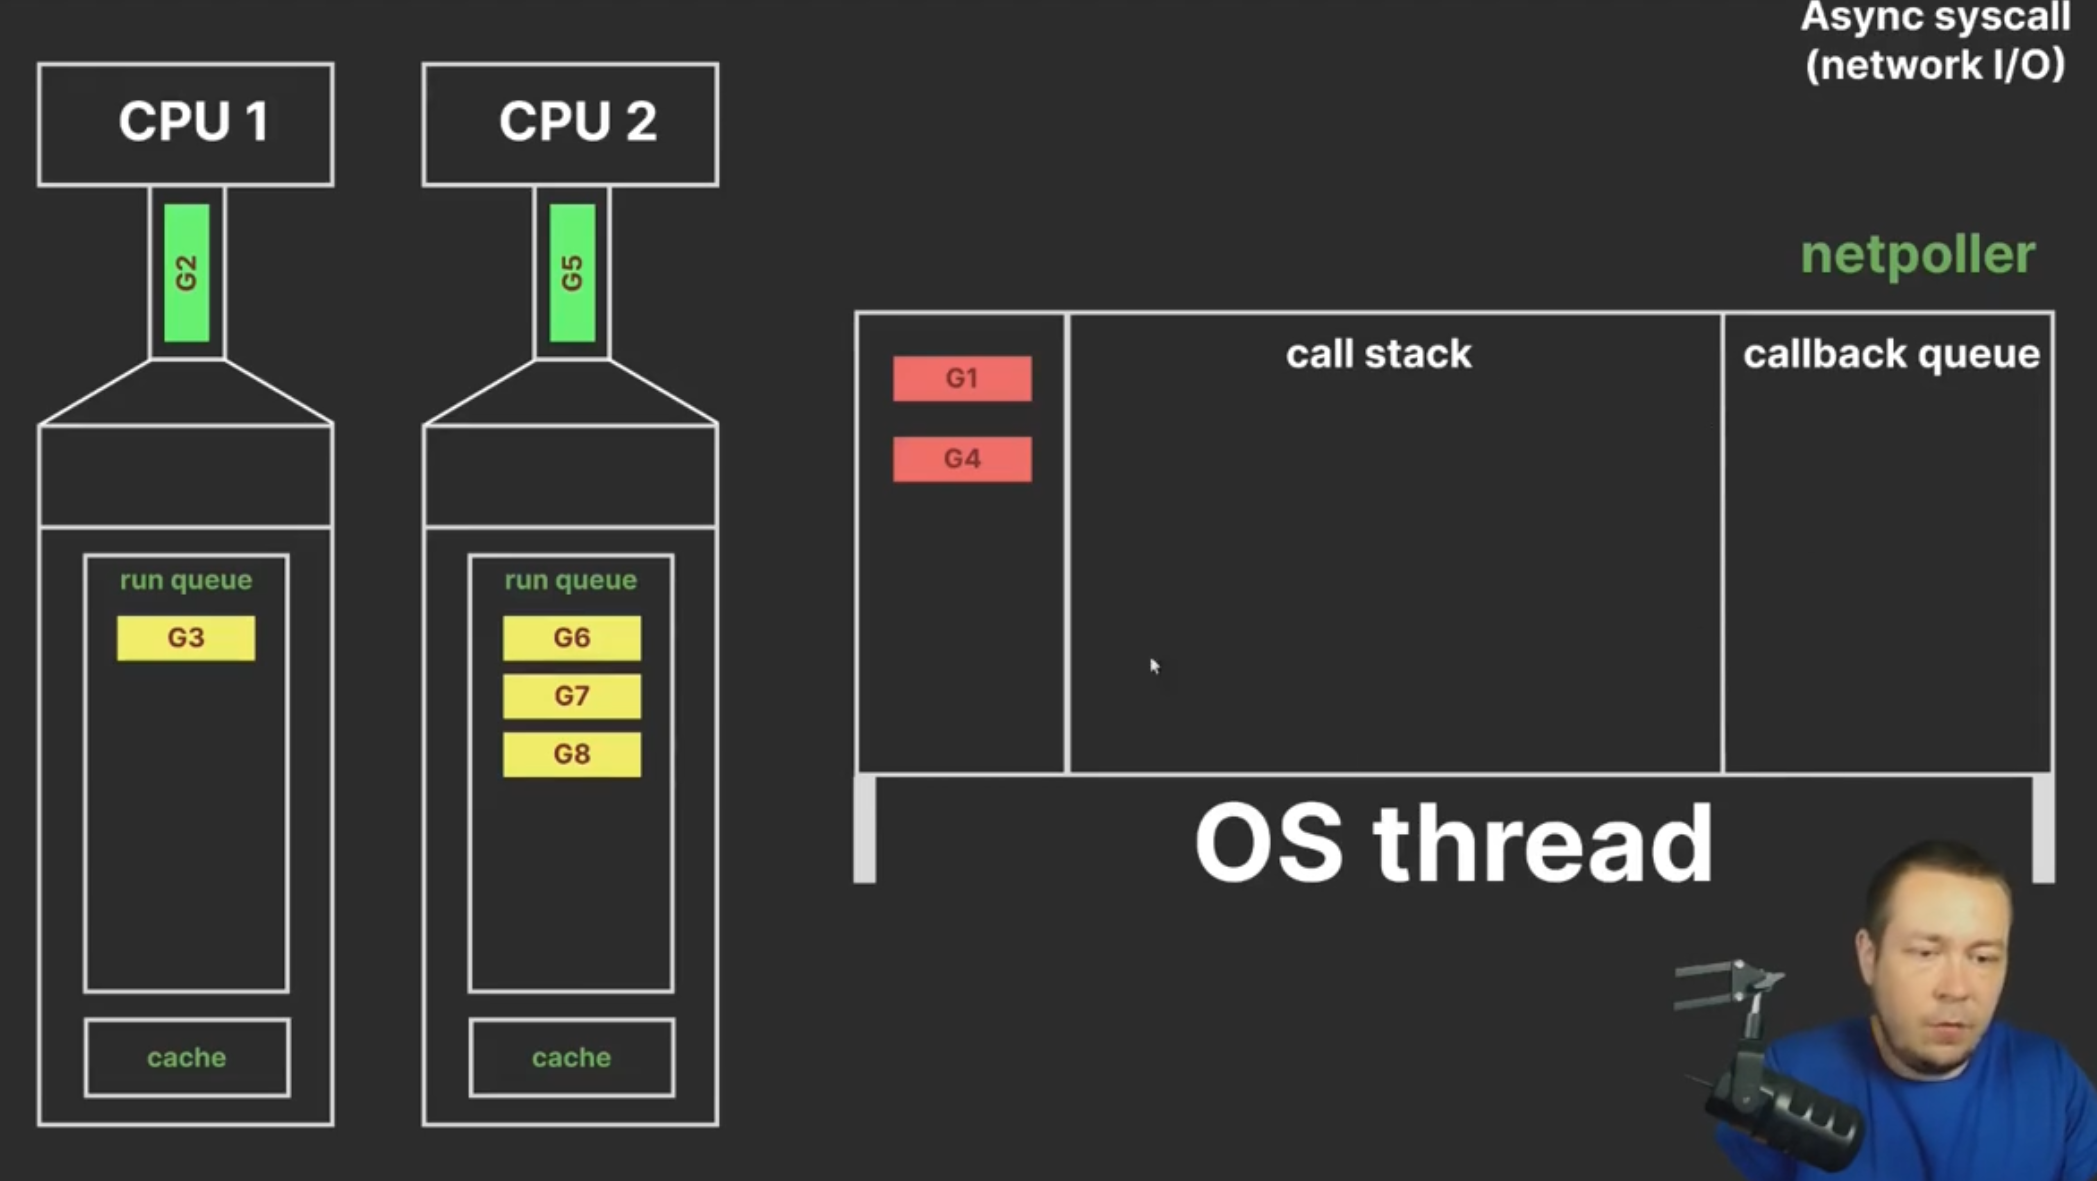 Async syscall
(network I/O)
CPU 1
CPU 2
G2
G5
netpoller
call stack
callback queue
G1
G4
run queue
G3
run queue
G6
G7
G8
OS thread
cache
cache